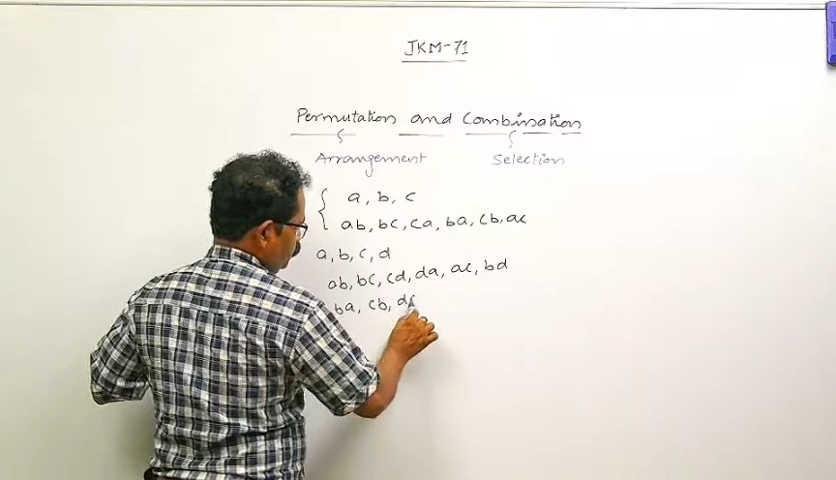 JKM-71
Permutation and Combination
Arrangement Selection
a, b, c
ab, bc, ca, ba, cb, ac
a, b, c, d
ab, bc, cd, da, ac, bd
ba, cb, dc